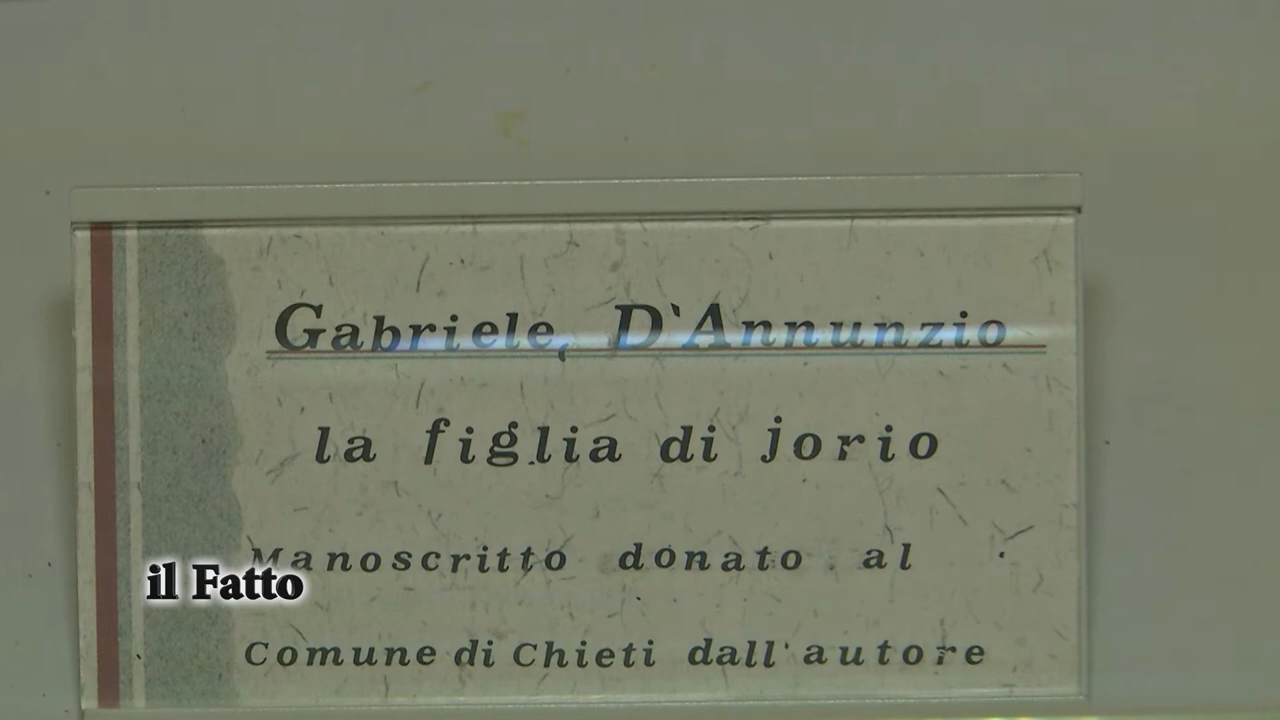 Gabriele, D'Annunzio
la figlia di jorio
Manoscritto donato al
il Fatto
Comune di Chieti dall'autore